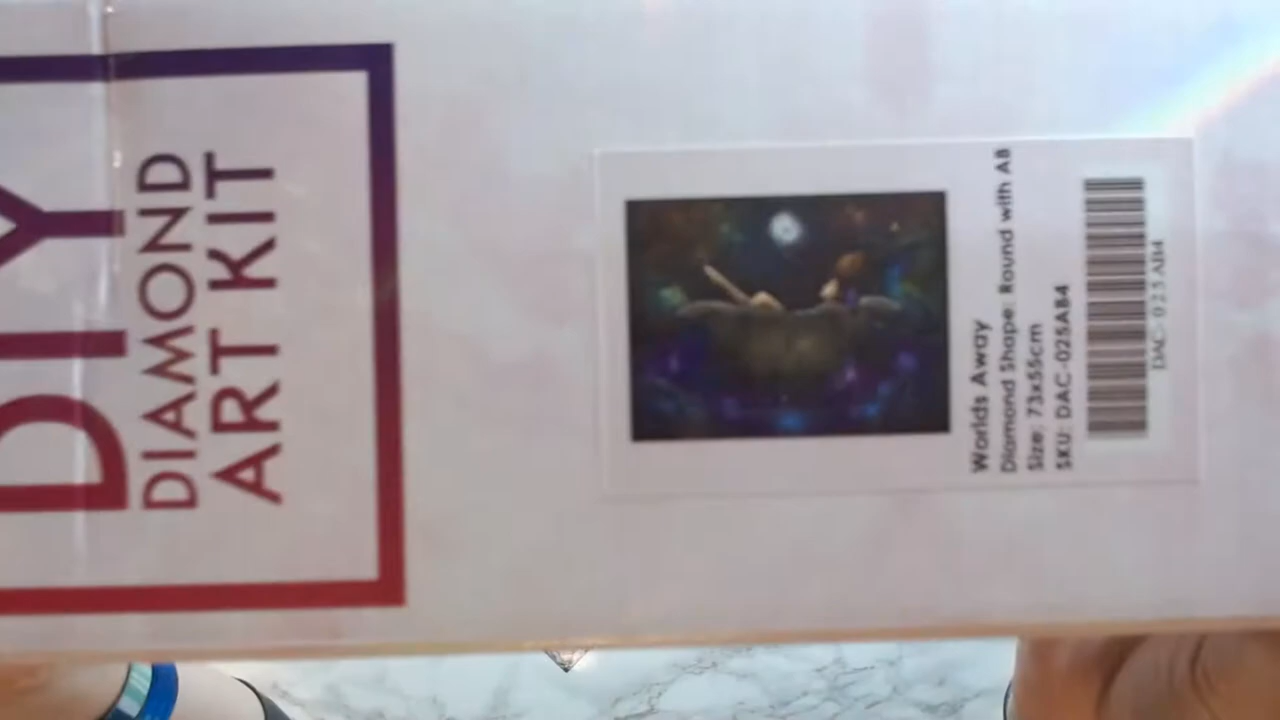 DIY
DIAMOND
ART KIT
Worlds Away
Diamond Shape: Round with AB
Size: 73x55cm
SKU: DAC-025AB4
DAC- 025AB4